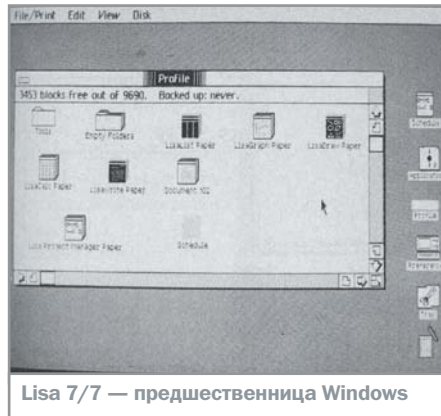 File/Print Edit View Disk
Profile
3453 blocks free out of 9690. Backed up: never.
Tools
Empty Folders
LisaList Paper
LisaGraph Paper
LisaDraw Paper
LisaCalc Paper
LisaWrite Paper
Document 102
Lisa Project Manager Paper
Schedule
Schedule
Profile
Lisa 7/7 — предшественница Windows